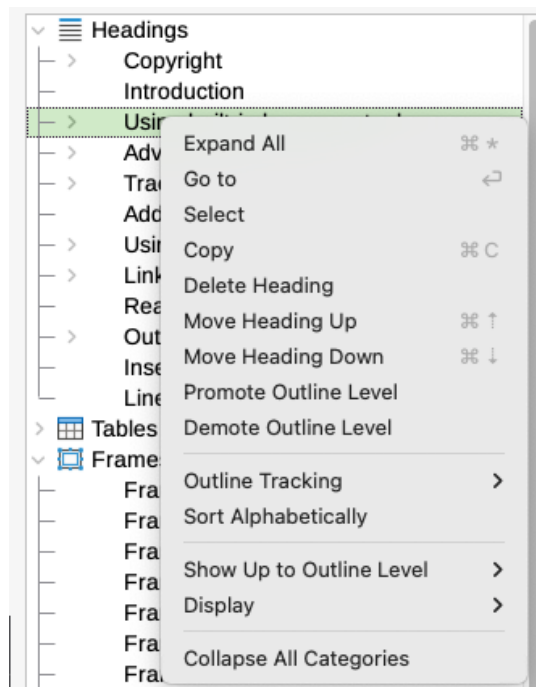 Headings
Copyright
Introduction
Expand All ⌘ *
Go to ↩
Select
Copy ⌘ C
Delete Heading
Move Heading Up ⌘ ↑
Move Heading Down ⌘ ↓
Promote Outline Level
Tables Demote Outline Level
Outline Tracking
Sort Alphabetically
Show Up to Outline Level
Display
Collapse All Categories